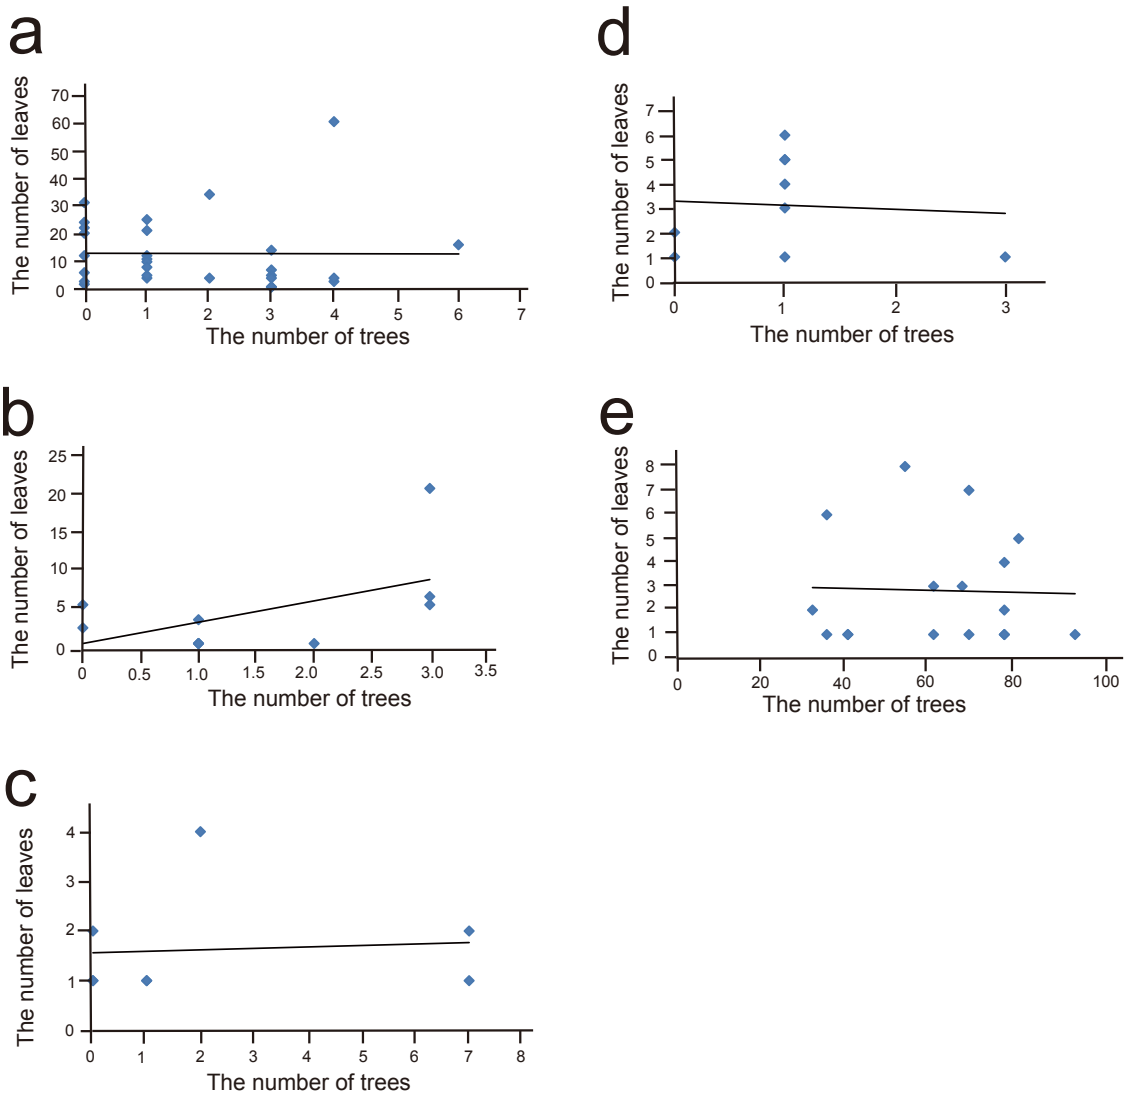 a
The number of leaves
70
60
50
40
30
20
10
0
0 1 2 3 4 5 6 7
The number of trees
b
The number of leaves
25
20
15
10
5
0
0 0.5 1.0 1.5 2.0 2.5 3.0 3.5
The number of trees
c
The number of leaves
4
3
2
1
0
0 1 2 3 4 5 6 7 8
The number of trees
d
The number of leaves
7
6
5
4
3
2
1
0
0 1 2 3
The number of trees
e
The number of leaves
8
7
6
5
4
3
2
1
0
0 20 40 60 80 100
The number of trees